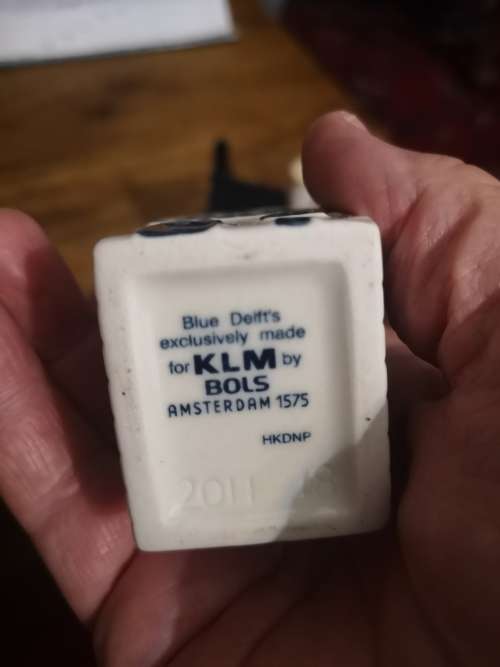 Blue Delft's
exclusively made
for KLM by
BOLS
AMSTERDAM 1575
HKDNP
2011